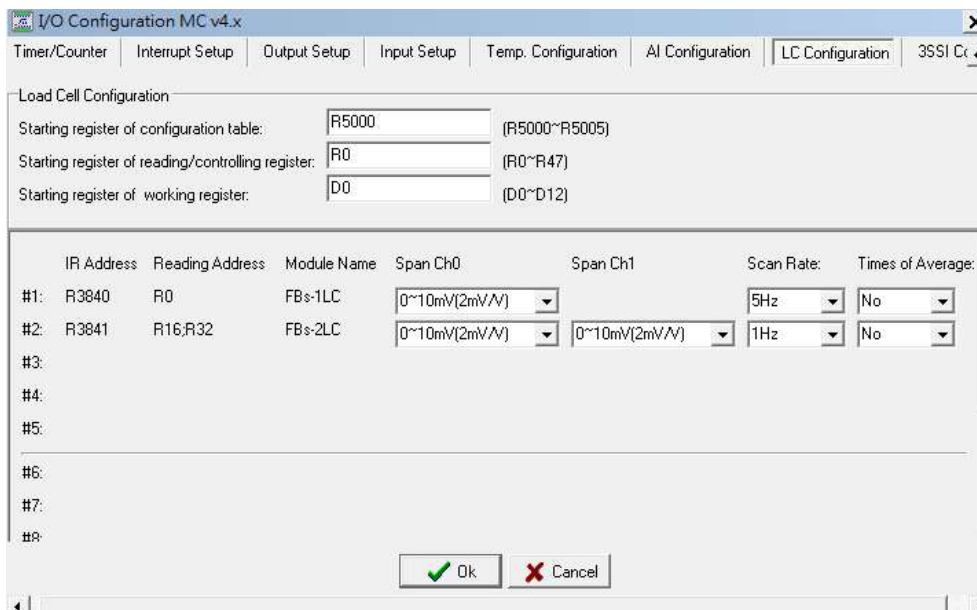 I/O Configuration MC v4.x
Timer/Counter Interrupt Setup Output Setup Input Setup Temp. Configuration AI Configuration LC Configuration 3SSI Co
Load Cell Configuration
Starting register of configuration table: R5000 (R5000~R5005)
Starting register of reading/controlling register: R0 (R0~R47)
Starting register of working register: D0 (D0~D12)
IR Address Reading Address Module Name Span Ch0 Span Ch1 Scan Rate: Times of Average:
#1: R3840 R0 FBs-1LC 0~10mV(2mV/V) 5Hz No
#2: R3841 R16;R32 FBs-2LC 0~10mV(2mV/V) 0~10mV(2mV/V) 1Hz No
#3:
#4:
#5:
#6:
#7:
#8:
Ok Cancel